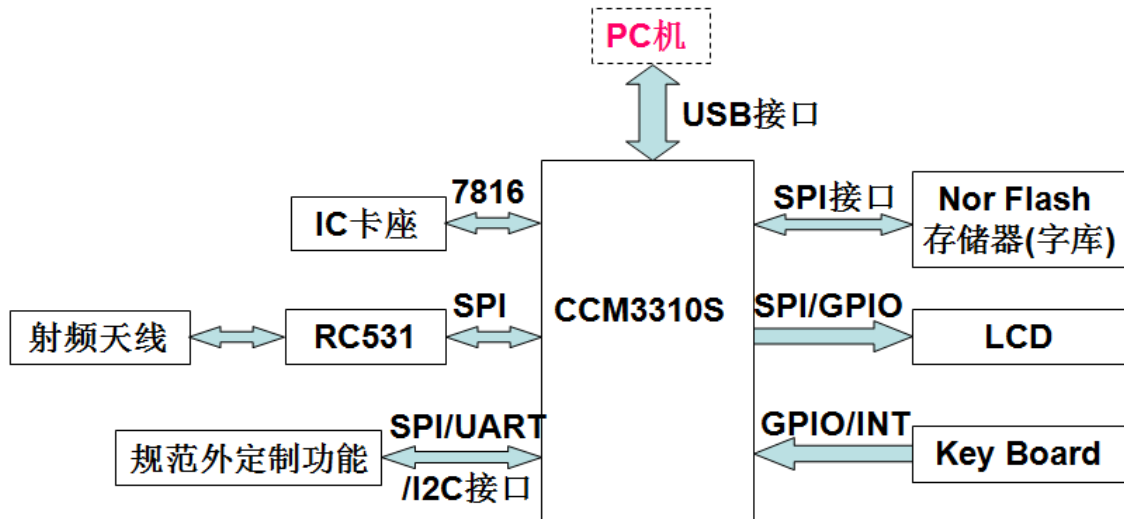 PC机
USB接口
7816
IC卡座
SPI接口
Nor Flash
存储器(字库)
CCM3310S
SPI
射频天线
RC531
SPI/GPIO
LCD
SPI/UART
/I2C接口
规范外定制功能
GPIO/INT
Key Board